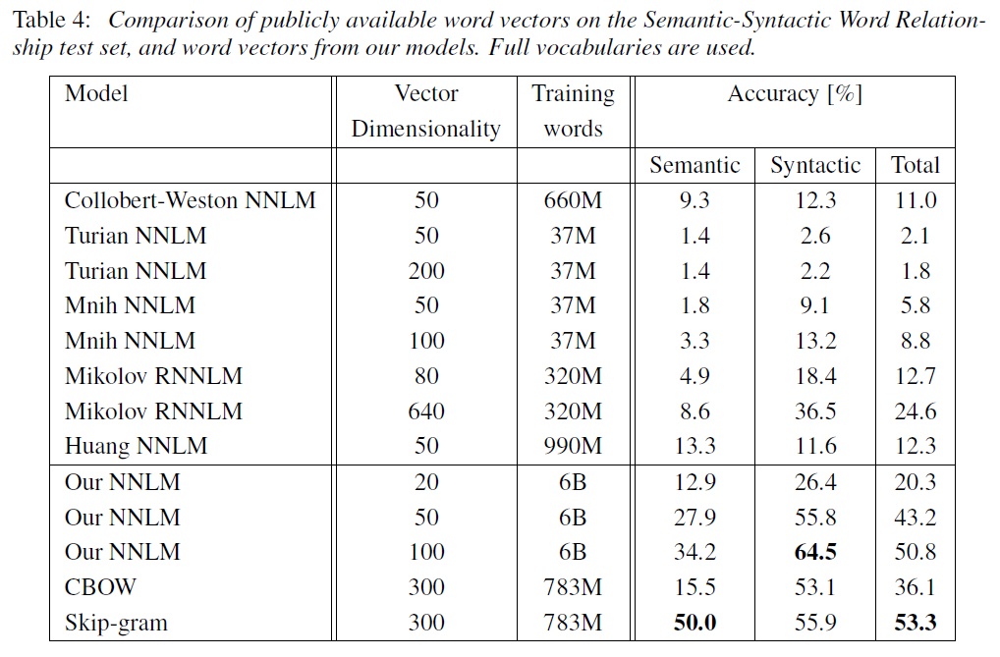 Table 4: Comparison of publicly available word vectors on the Semantic-Syntactic Word Relation-
ship test set, and word vectors from our models. Full vocabularies are used.
Model Vector Training Accuracy [%]
Dimensionality words
Semantic Syntactic Total
Collobert-Weston NNLM 50 660M 9.3 12.3 11.0
Turian NNLM 50 37M 1.4 2.6 2.1
Turian NNLM 200 37M 1.4 2.2 1.8
Mnih NNLM 50 37M 1.8 9.1 5.8
Mnih NNLM 100 37M 3.3 13.2 8.8
Mikolov RNNLM 80 320M 4.9 18.4 12.7
Mikolov RNNLM 640 320M 8.6 36.5 24.6
Huang NNLM 50 990M 13.3 11.6 12.3
Our NNLM 20 6B 12.9 26.4 20.3
Our NNLM 50 6B 27.9 55.8 43.2
Our NNLM 100 6B 34.2 64.5 50.8
CBOW 300 783M 15.5 53.1 36.1
Skip-gram 300 783M 50.0 55.9 53.3